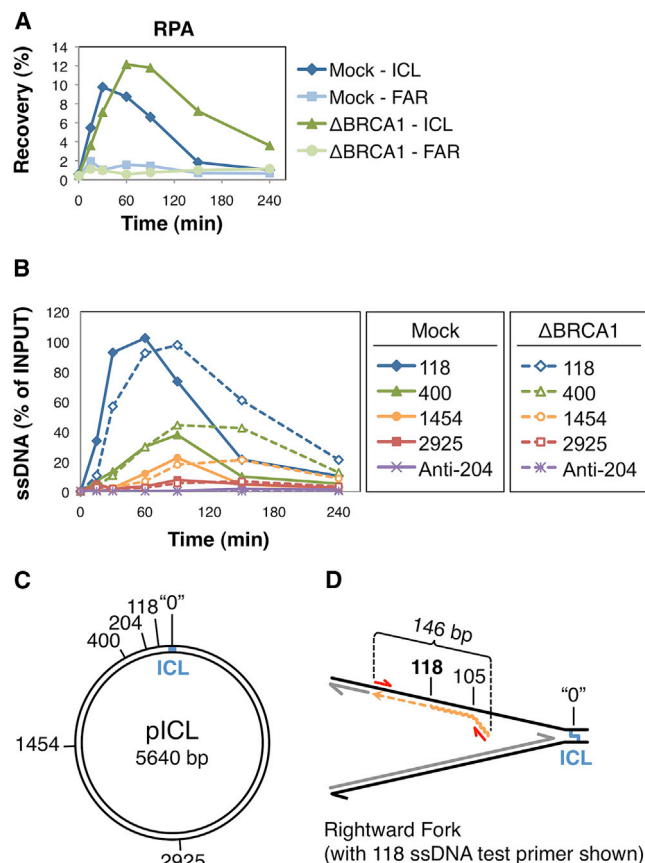 A
RPA
Recovery (%)
14
12
10
8
6
4
2
0
0 60 120 180 240
Time (min)
Mock - ICL
Mock - FAR
ΔBRCA1 - ICL
ΔBRCA1 - FAR
B
ssDNA (% of INPUT)
120
100
80
60
40
20
0
0 60 120 180 240
Time (min)
Mock
118
400
1454
2925
Anti-204
ΔBRCA1
118
400
1454
2925
Anti-204
C
400
204
118
“0”
ICL
pICL
5640 bp
1454
2925
D
146 bp
118
105
“0”
ICL
Rightward Fork
(with 118 ssDNA test primer shown)